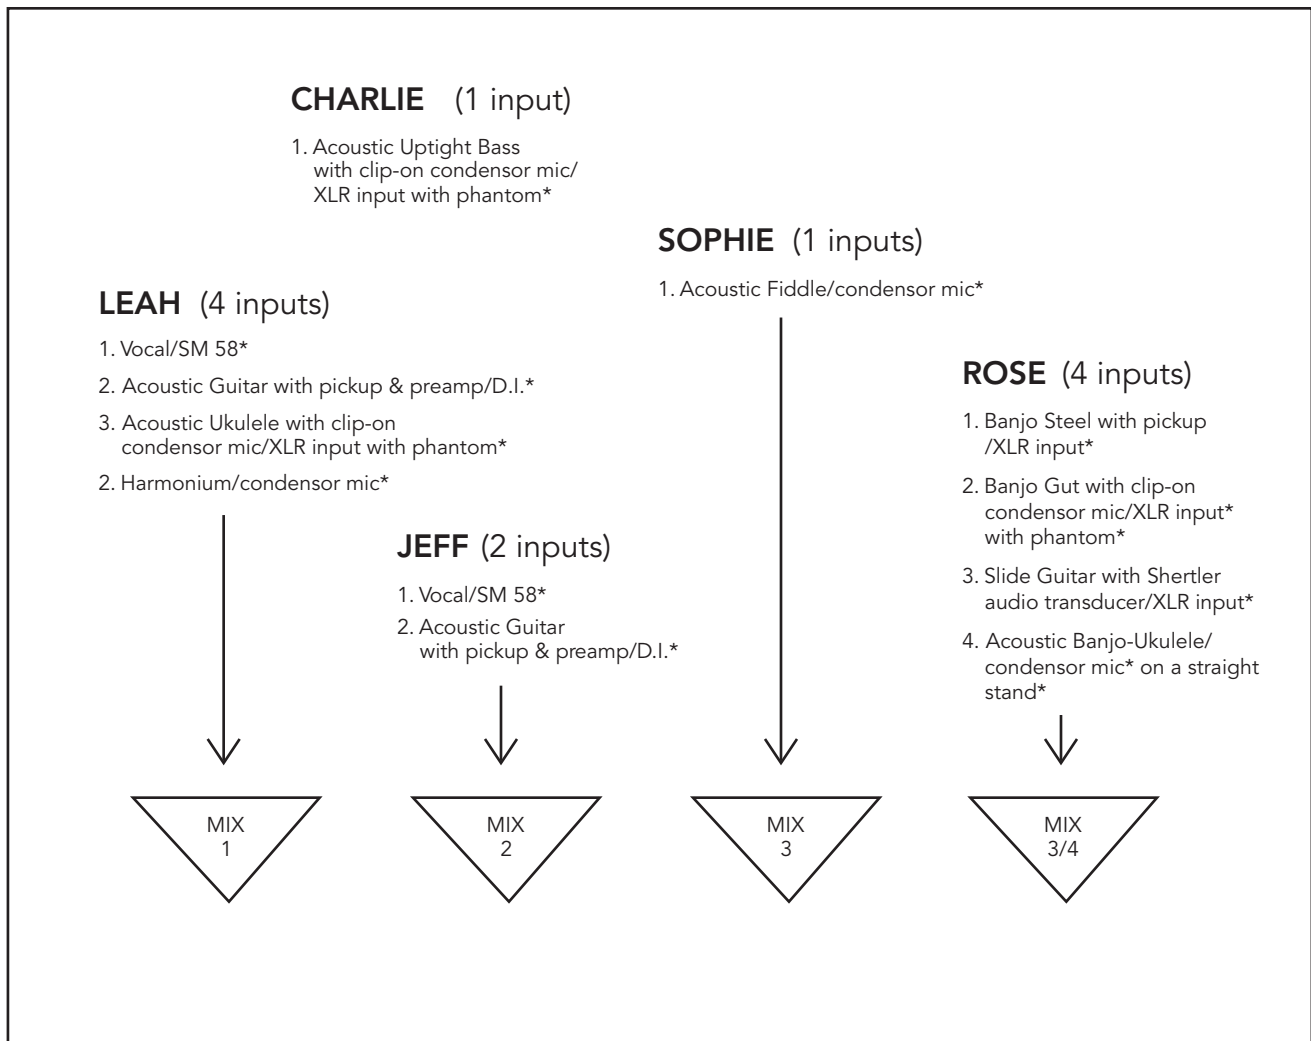 CHARLIE (1 input)
1. Acoustic Uptight Bass
with clip-on condensor mic/
XLR input with phantom*
SOPHIE (1 inputs)
1. Acoustic Fiddle/condensor mic*
LEAH (4 inputs)
1. Vocal/SM 58*
2. Acoustic Guitar with pickup & preamp/D.I.*
3. Acoustic Ukulele with clip-on
condensor mic/XLR input with phantom*
2. Harmonium/condensor mic*
ROSE (4 inputs)
1. Banjo Steel with pickup
/XLR input*
2. Banjo Gut with clip-on
condensor mic/XLR input*
with phantom*
3. Slide Guitar with Shertler
audio transducer/XLR input*
4. Acoustic Banjo-Ukulele/
condensor mic* on a straight
stand*
JEFF (2 inputs)
1. Vocal/SM 58*
2. Acoustic Guitar
with pickup & preamp/D.I.*
MIX
1
MIX
2
MIX
3
MIX
3/4